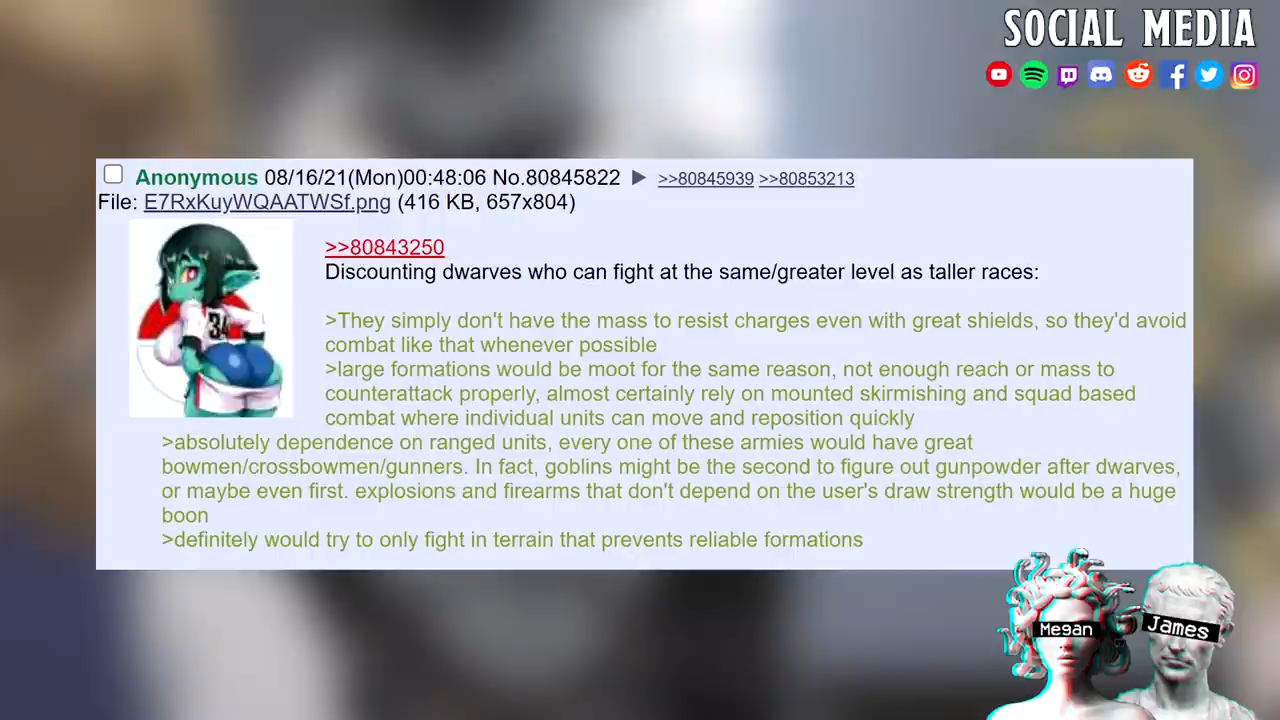 SOCIAL MEDIA
Anonymous 08/16/21(Mon)00:48:06 No.80845822 ▶ >>80845939 >>80853213
File: E7RxKuyWQAATWSf.png (416 KB, 657x804)
>>80843250
Discounting dwarves who can fight at the same/greater level as taller races:
>They simply don't have the mass to resist charges even with great shields, so they'd avoid
combat like that whenever possible
>large formations would be moot for the same reason, not enough reach or mass to
counterattack properly, almost certainly rely on mounted skirmishing and squad based
combat where individual units can move and reposition quickly
>absolutely dependence on ranged units, every one of these armies would have great
bowmen/crossbowmen/gunners. In fact, goblins might be the second to figure out gunpowder after dwarves,
or maybe even first. explosions and firearms that don't depend on the user's draw strength would be a huge
boon
>definitely would try to only fight in terrain that prevents reliable formations
34
Megan
James